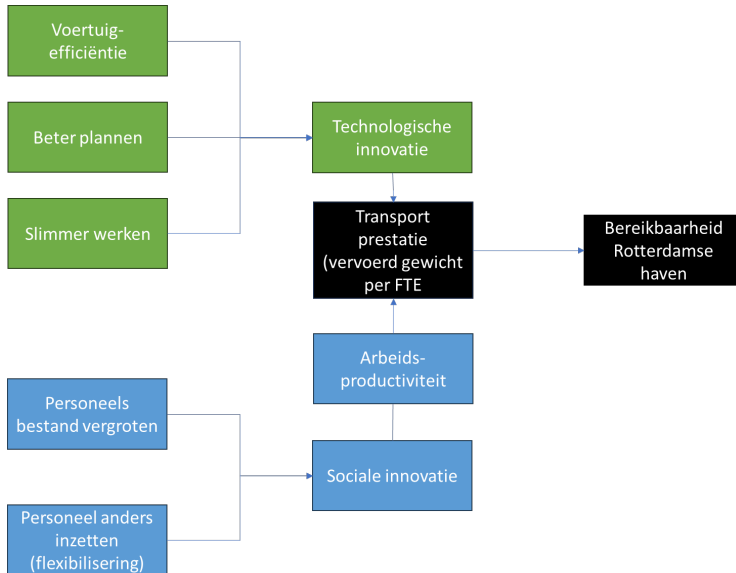 Voertuig-
efficiëntie
Beter plannen
Slimmer werken
Technologische
innovatie
Transport
prestatie
(vervoerd gewicht
per FTE
Bereikbaarheid
Rotterdamse
haven
Arbeids-
productiviteit
Personeels
bestand vergroten
Sociale innovatie
Personeel anders
inzetten
(flexibilisering)